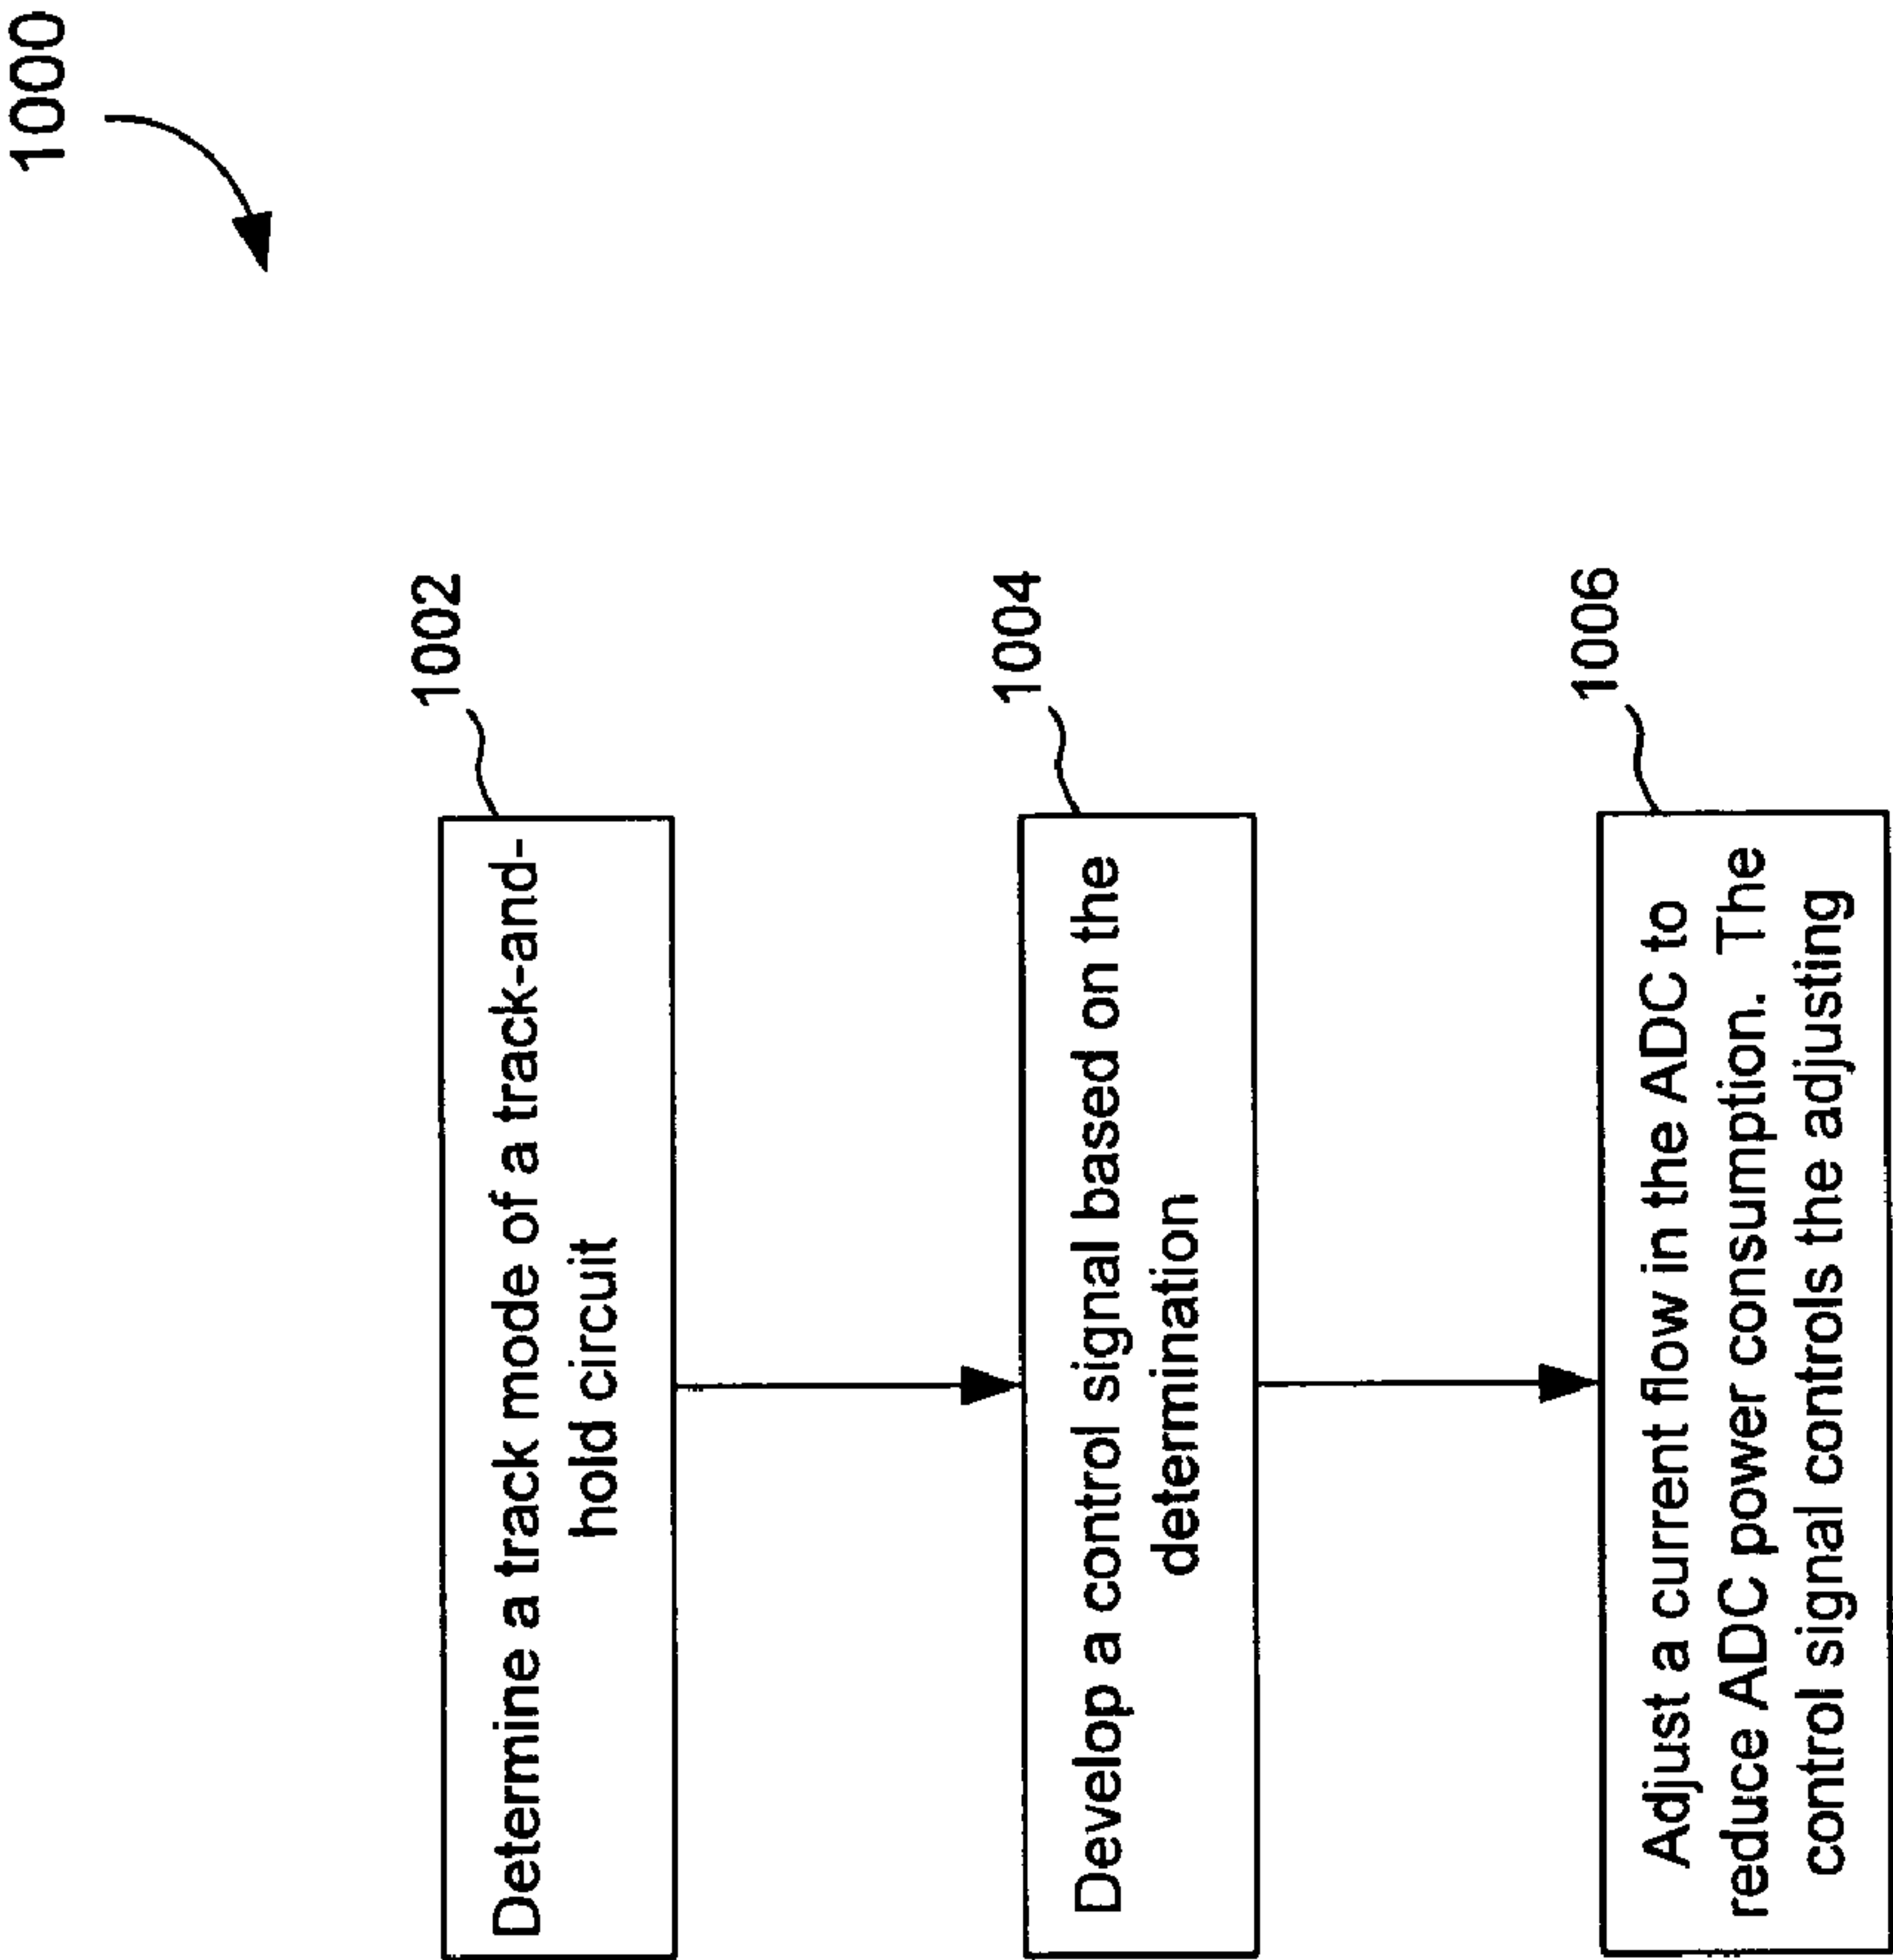 1000
1002
Determine a track mode of a track-and-
hold circuit
1004
Develop a control signal based on the
determination
1006
Adjust a current flow in the ADC to
reduce ADC power consumption. The
control signal controls the adjusting